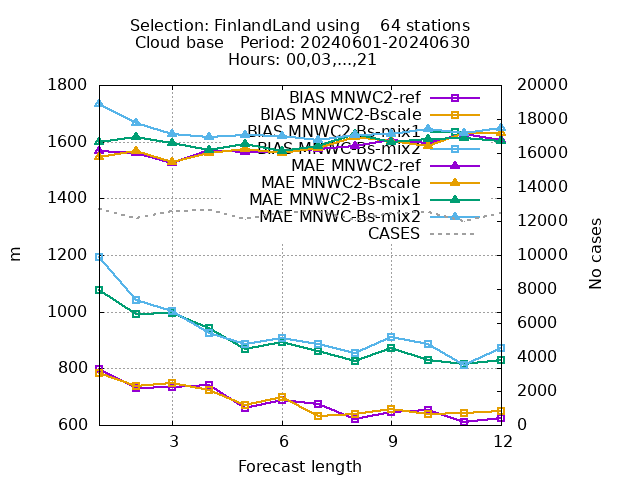 Selection: FinlandLand using    64 stations
Cloud base   Period: 20240601-20240630
Hours: 00,03,...,21
1800
1600
1400
1200
1000
800
600
m
20000
18000
16000
14000
12000
10000
8000
6000
4000
2000
0
No cases
BIAS MNWC2-ref
BIAS MNWC2-Bscale
BIAS MNWC2-Bs-mix1
BIAS MNWC-Bs-mix2
MAE MNWC2-ref
MAE MNWC2-Bscale
MAE MNWC2-Bs-mix1
MAE MNWC-Bs-mix2
CASES
3
6
9
12
Forecast length